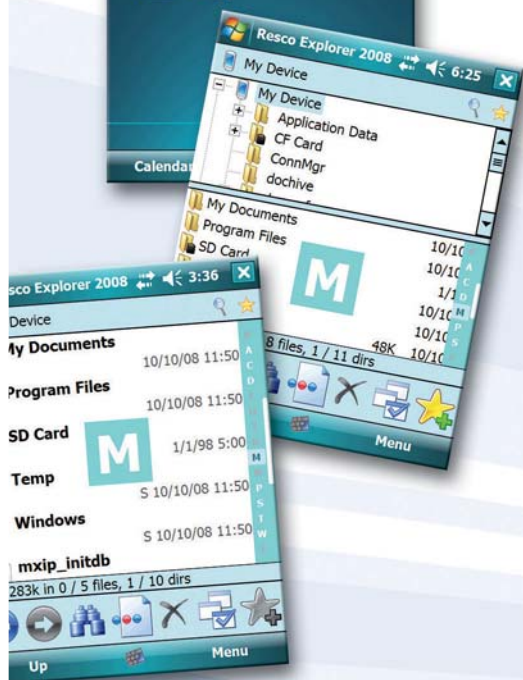 Resco Explorer 2008 6:25
My Device
My Device
Application Data
CF Card
ConnMgr
dochive
Calenda
My Documents
Program Files
SD Card
10/10
10/10
1/1
10/10
10/10
48K 10/10
M
A
C
D
M
P
S
8 files, 1 / 11 dirs
Menu
sco Explorer 2008 3:36
Device
My Documents
10/10/08 11:50
Program Files
10/10/08 11:50
SD Card
1/1/98 5:00
M
Temp
S 10/10/08 11:50
Windows
S 10/10/08 11:50
mxip_initdb
A
C
D
M
P
S
T
W
283k in 0 / 5 files, 1 / 10 dirs
Up Menu